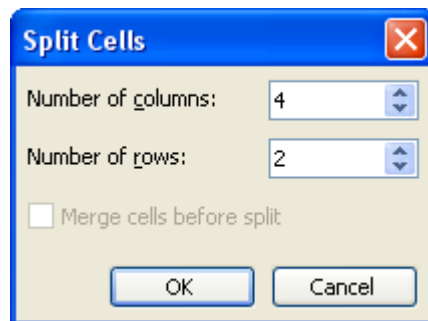 Split Cells
Number of columns: 4
Number of rows: 2
Merge cells before split
OK Cancel